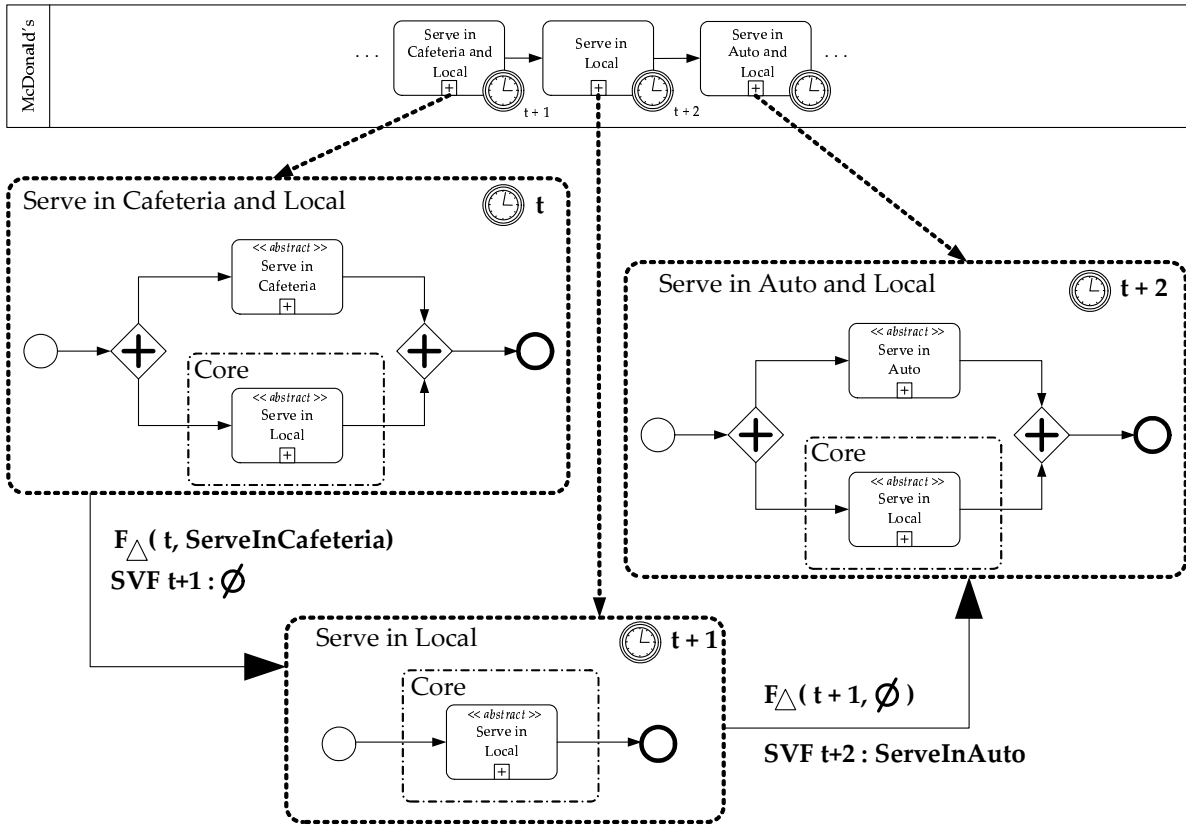 McDonald´s
. . .
Serve in
Cafeteria and
Local
t + 1
Serve in
Local
t + 2
Serve in
Auto and
Local
. . .
Serve in Cafeteria and Local
t
<< abstract >>
Serve in
Cafeteria
Core
<< abstract >>
Serve in
Local
Serve in Auto and Local
t + 2
<< abstract >>
Serve in
Auto
Core
<< abstract >>
Serve in
Local
F△( t, ServeInCafeteria)
SVF t+1 : ∅
Serve in Local
t + 1
Core
<< abstract >>
Serve in
Local
F△( t + 1, ∅ )
SVF t+2 : ServeInAuto